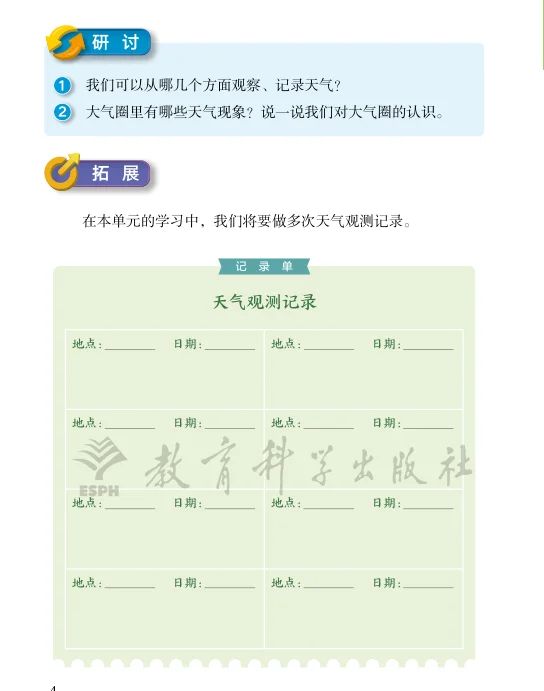 研讨
1 我们可以从哪几个方面观察、记录天气？
2 大气圈里有哪些天气现象？说一说我们对大气圈的认识。
拓展
在本单元的学习中，我们将要做多次天气观测记录。
记录单
天气观测记录
地点：________ 日期：________ 地点：________ 日期：________
地点：________ 日期：________ 地点：________ 日期：________
ESPH 教育科学出版社
地点：________ 日期：________ 地点：________ 日期：________
地点：________ 日期：________ 地点：________ 日期：________
4